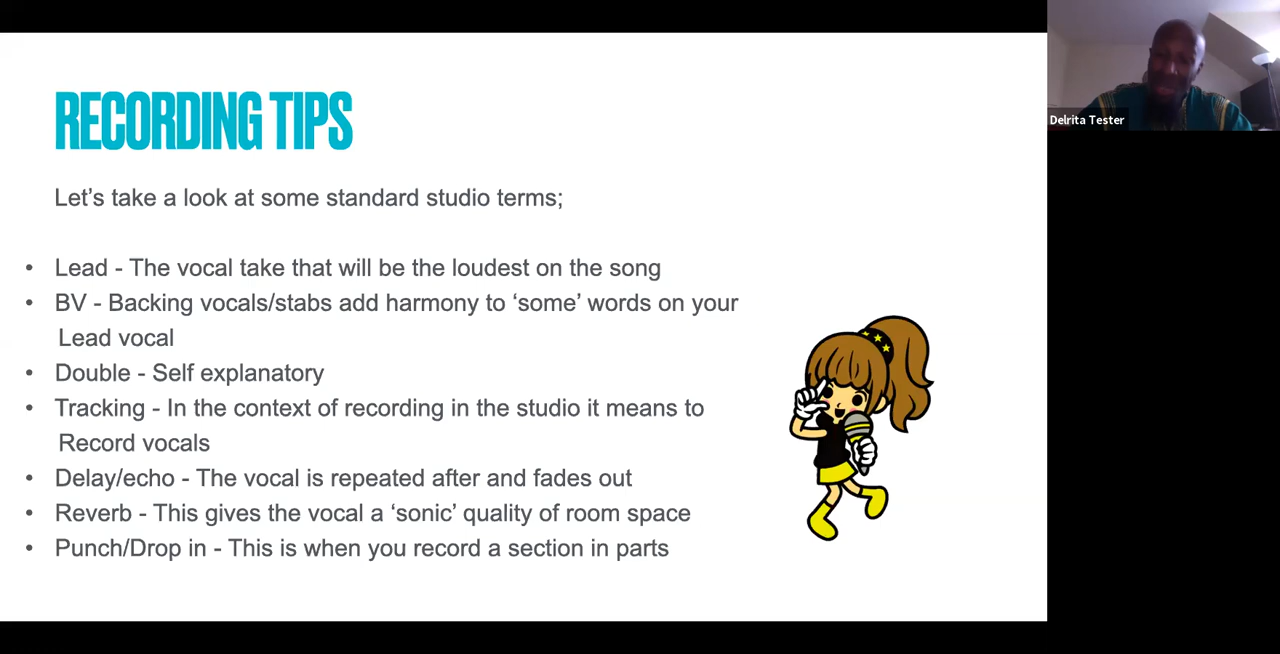 RECORDING TIPS
Let's take a look at some standard studio terms;
• Lead - The vocal take that will be the loudest on the song
• BV - Backing vocals/stabs add harmony to ‘some’ words on your
Lead vocal
• Double - Self explanatory
• Tracking - In the context of recording in the studio it means to
Record vocals
• Delay/echo - The vocal is repeated after and fades out
• Reverb - This gives the vocal a ‘sonic’ quality of room space
• Punch/Drop in - This is when you record a section in parts
Delrita Tester